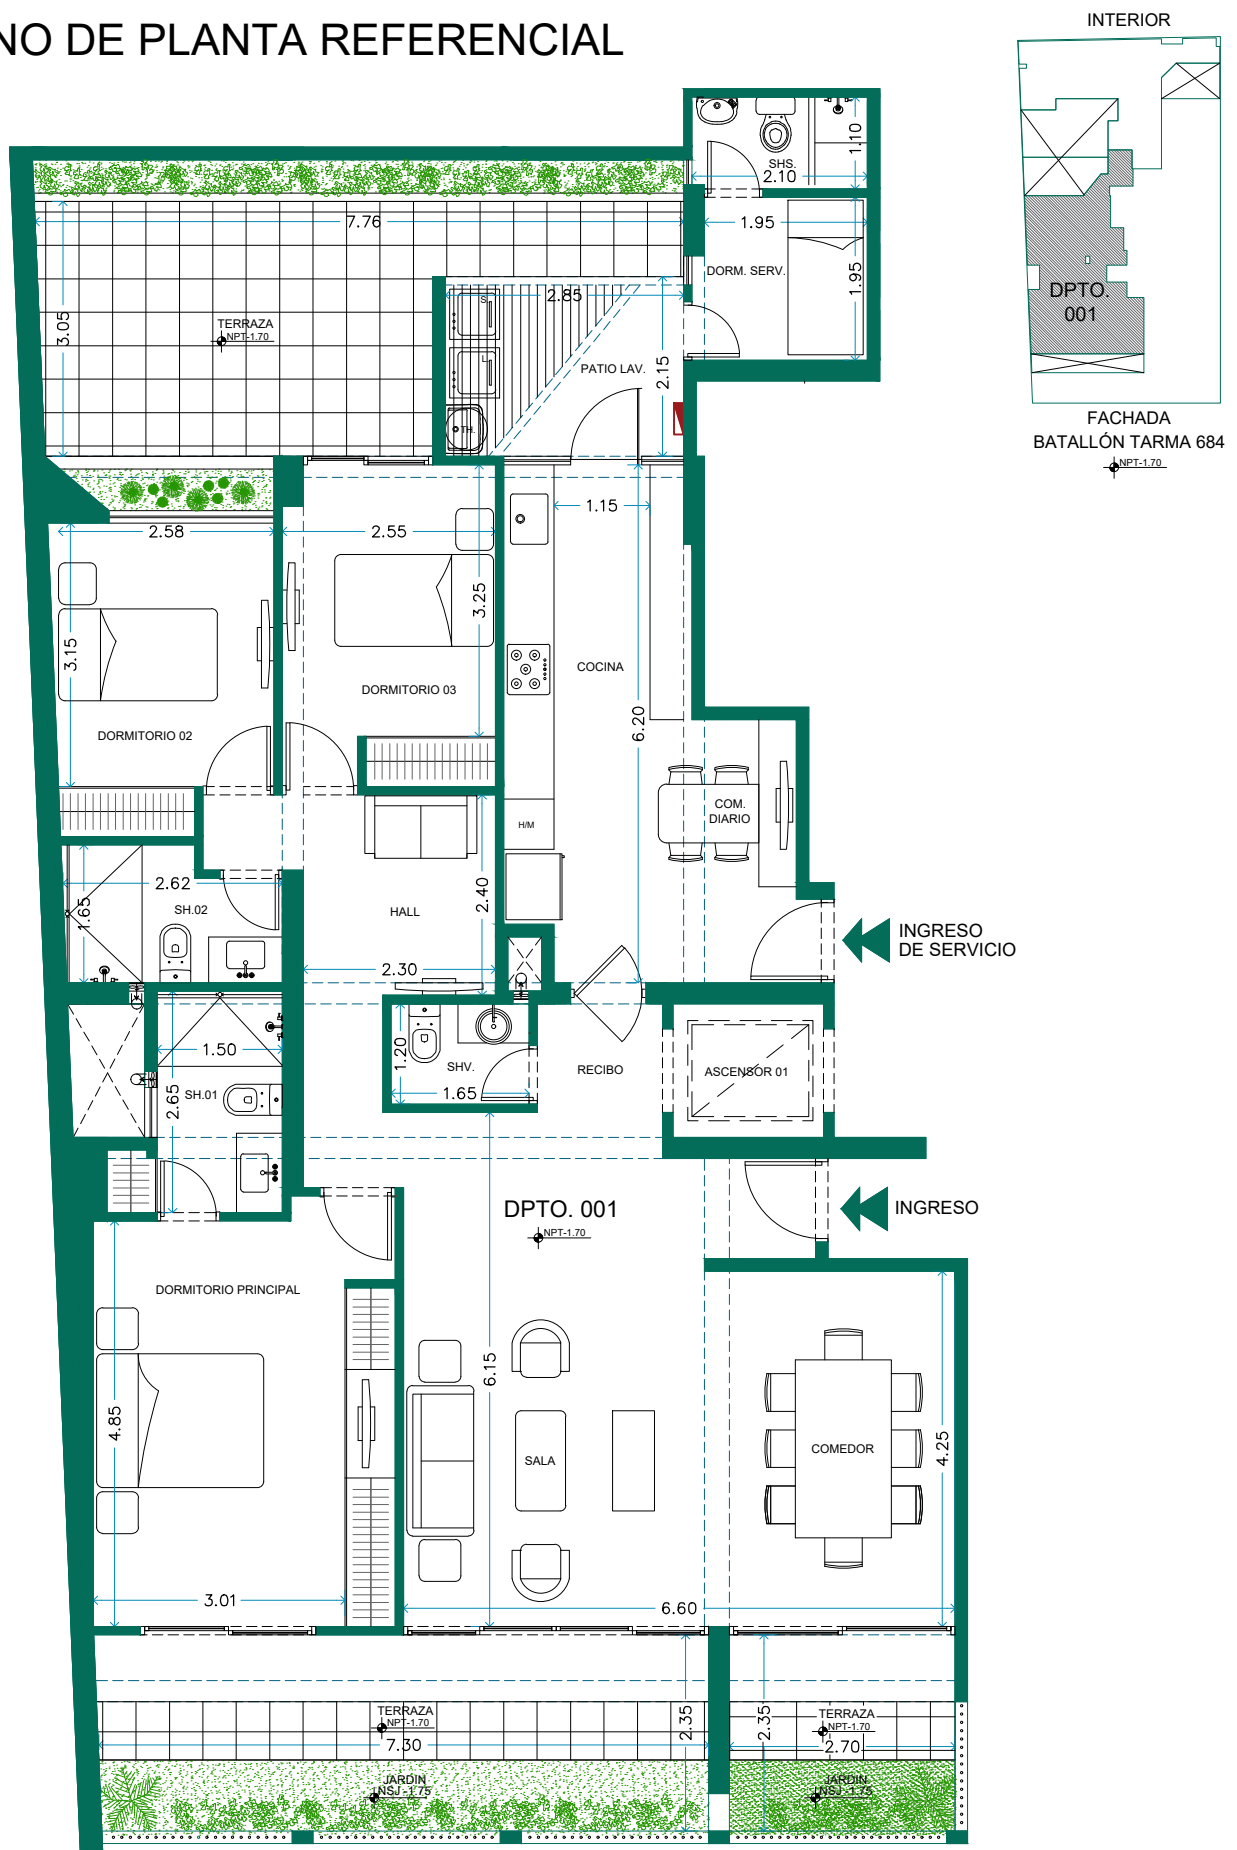 NO DE PLANTA REFERENCIAL
INTERIOR
DPTO.
001
FACHADA
BATALLÓN TARMA 684
NPT-1.70
SHS.
2.10
1.10
7.76
1.95
DORM. SERV.
1.95
3.05
TERRAZA
NPT-1.70
S.
2.85
L.
PATIO LAV.
2.15
TH.
2.58
2.55
1.15
3.15
3.25
COCINA
DORMITORIO 03
DORMITORIO 02
6.20
COM.
DIARIO
H/M
2.62
1.65
SH.02
HALL
2.40
2.30
INGRESO
DE SERVICIO
1.50
2.65
SH.01
1.20
SHV.
1.65
RECIBO
ASCENSOR 01
DPTO. 001
NPT-1.70
INGRESO
DORMITORIO PRINCIPAL
6.15
4.85
SALA
COMEDOR
4.25
3.01
6.60
TERRAZA
NPT-1.70
7.30
2.35
2.35
TERRAZA
NPT-1.70
2.70
JARDIN
NSJ -1.75
JARDIN
NSJ -1.75